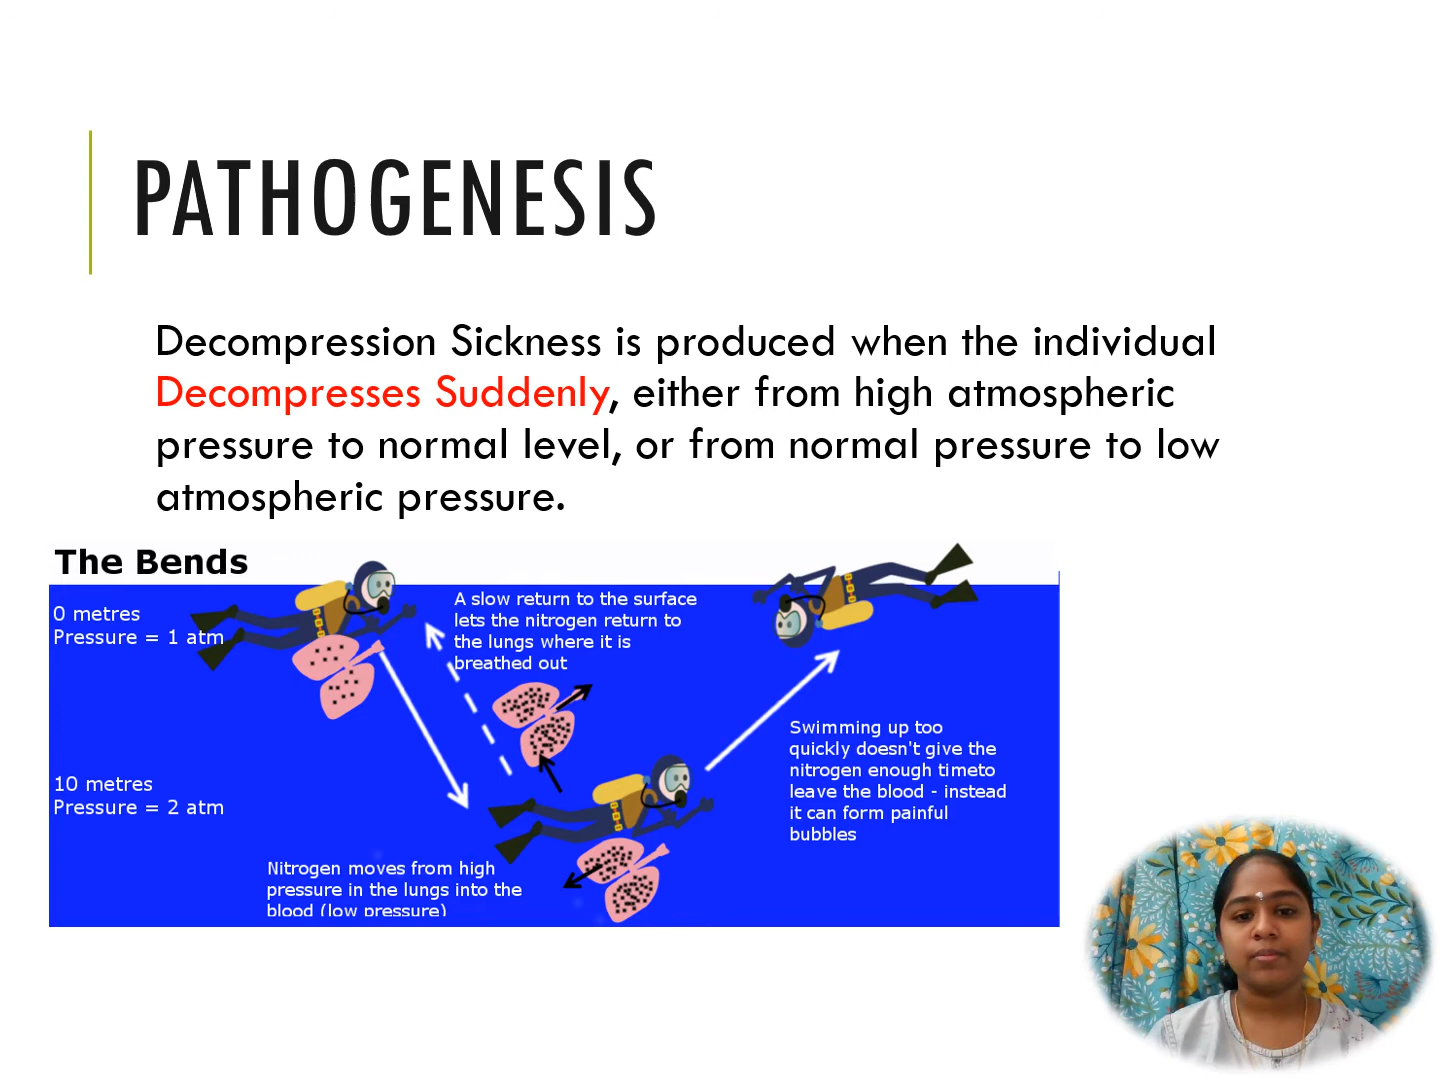 PATHOGENESIS
Decompression Sickness is produced when the individual
Decompresses Suddenly, either from high atmospheric
pressure to normal level, or from normal pressure to low
atmospheric pressure.
The Bends
0 metres
Pressure = 1 atm
A slow return to the surface
lets the nitrogen return to
the lungs where it is
breathed out
10 metres
Pressure = 2 atm
Swimming up too
quickly doesn't give the
nitrogen enough timeto
leave the blood - instead
it can form painful
bubbles
Nitrogen moves from high
pressure in the lungs into the
blood (low pressure)